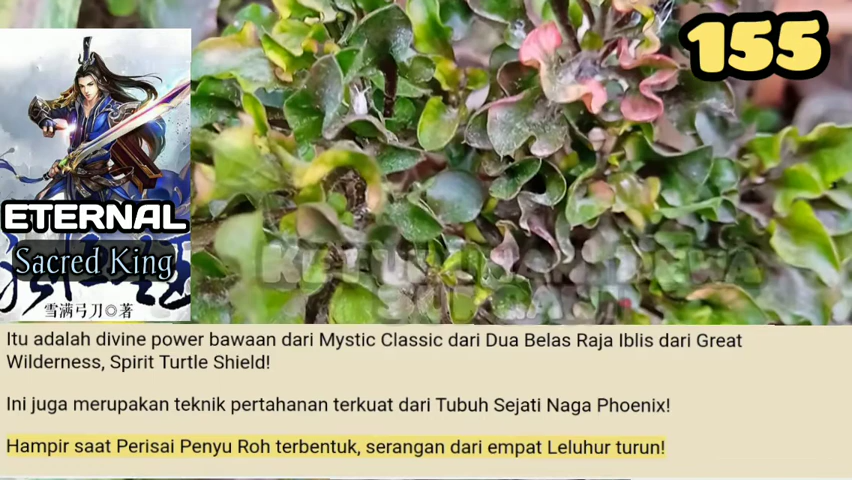 155
ETERNAL
Sacred King
雪满弓刀◎著
Itu adalah divine power bawaan dari Mystic Classic dari Dua Belas Raja Iblis dari Great
Wilderness, Spirit Turtle Shield!
Ini juga merupakan teknik pertahanan terkuat dari Tubuh Sejati Naga Phoenix!
Hampir saat Perisai Penyu Roh terbentuk, serangan dari empat Leluhur turun!